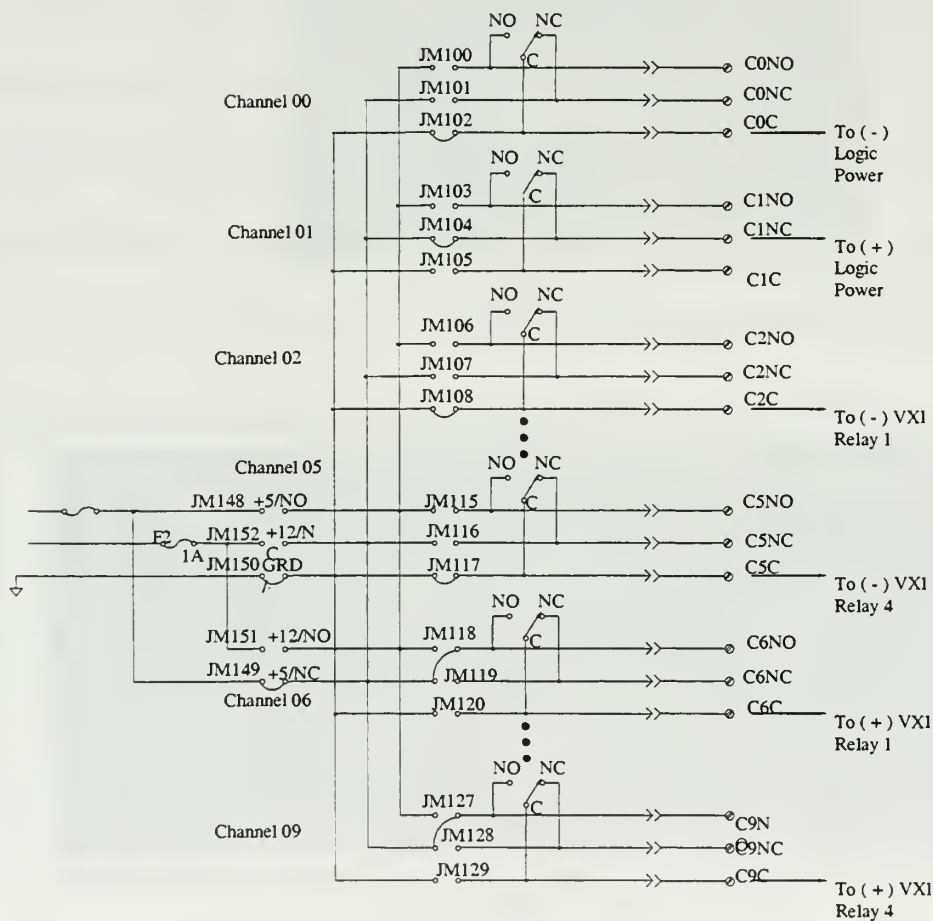 NO NC
JM100 C C0NO
JM101 C0NC
Channel 00
JM102 C0C To ( - )
Logic
Power
NO NC
JM103 C C1NO
Channel 01 JM104 C1NC To ( + )
Logic
Power
JM105 C1C
NO NC
JM106 C C2NO
Channel 02
JM107 C2NC
JM108 C2C To ( - ) VX1
Relay 1
NO NC
Channel 05
JM148 +5/NO JM115 C C5NO
F2 1A JM152 +12/N
C JM116 C5NC
JM150 GRD JM117 C5C To ( - ) VX1
Relay 4
NO NC
JM151 +12/NO JM118 C C6NO
JM149 +5/NC JM119 C6NC
Channel 06 JM120 C6C To ( + ) VX1
Relay 1
NO NC
JM127 C C9N
O
Channel 09 JM128 C9NC
JM129 C9C To ( + ) VX1
Relay 4